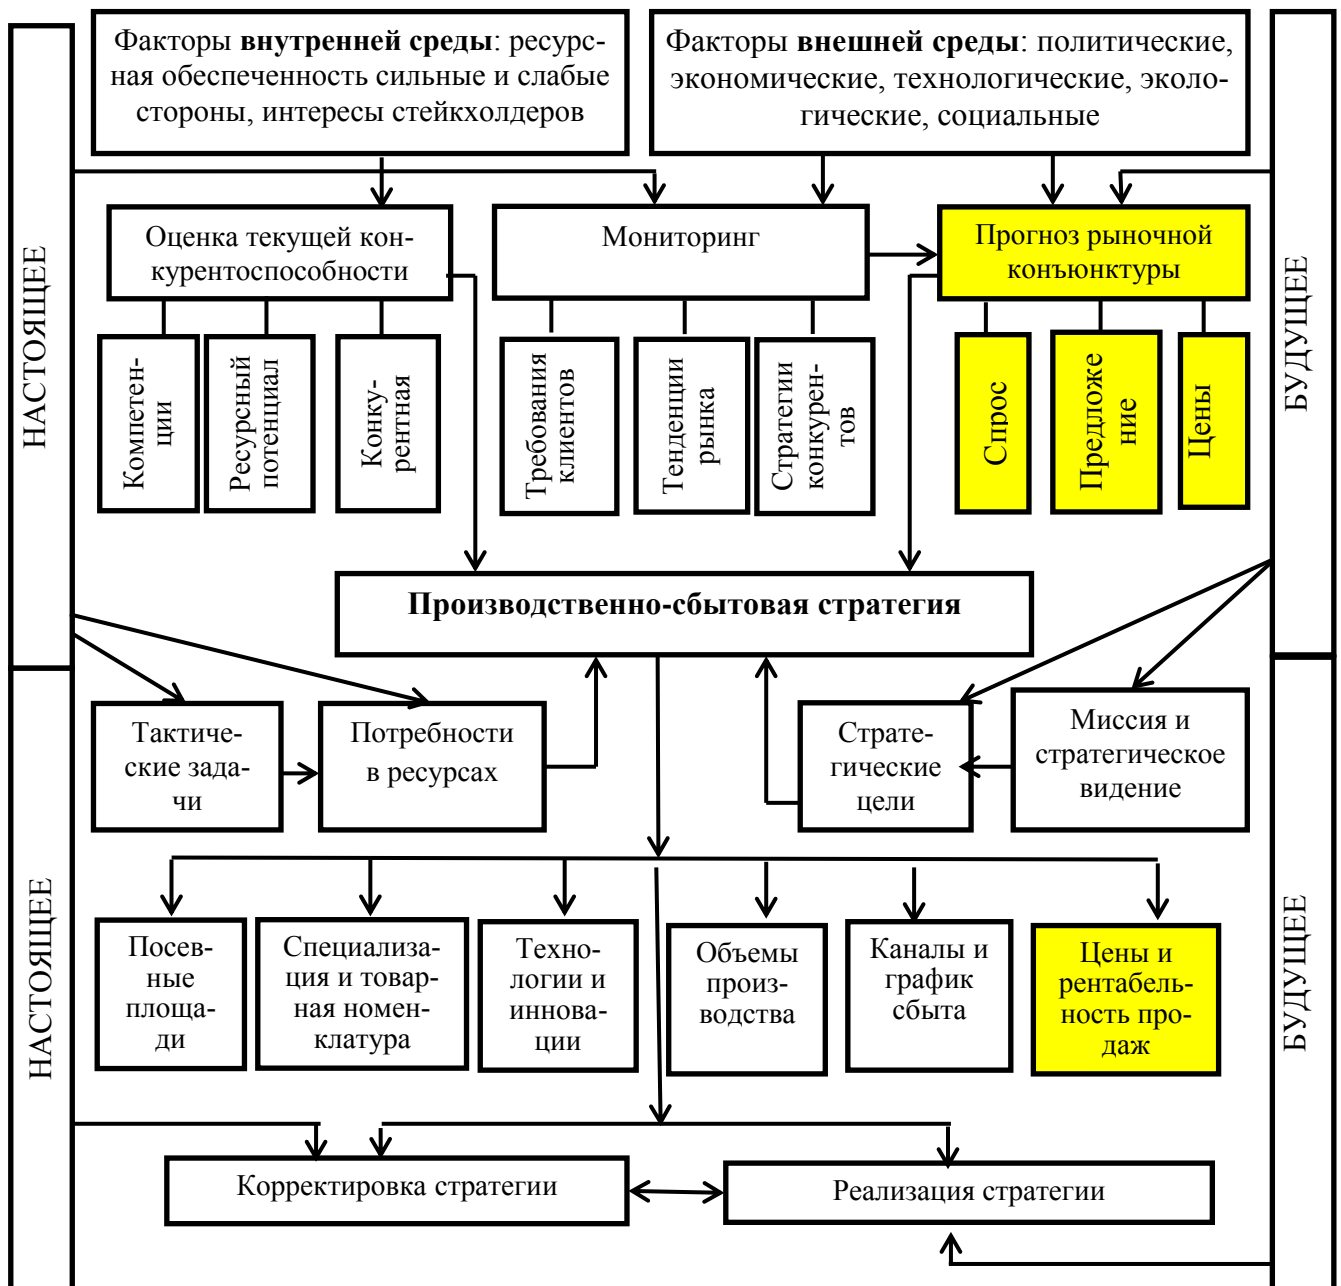 Факторы внутренней среды: ресурс-
ная обеспеченность сильные и слабые
стороны, интересы стейкхолдеров
Факторы внешней среды: политические,
экономические, технологические, эколо-
гические, социальные
НАСТОЯЩЕЕ
БУДУЩЕЕ
Оценка текущей кон-
курентоспособности
Мониторинг
Прогноз рыночной
конъюнктуры
Компетен-
ции
Ресурсный
потенциал
Конку-
рентная
Требования
клиентов
Тенденции
рынка
Стратегии
конкурен-
тов
Спрос
Предложе
ние
Цены
Производственно-сбытовая стратегия
НАСТОЯЩЕЕ
БУДУЩЕЕ
Тактиче-
ские зада-
чи
Потребности
в ресурсах
Страте-
гические
цели
Миссия и
стратегическое
видение
Посев-
ные
площа-
ди
Специализа-
ция и товар-
ная номен-
клатура
Техно-
логии и
иннова-
ции
Объемы
произ-
водства
Каналы и
график
сбыта
Цены и
рентабель-
ность про-
даж
Корректировка стратегии
Реализация стратегии